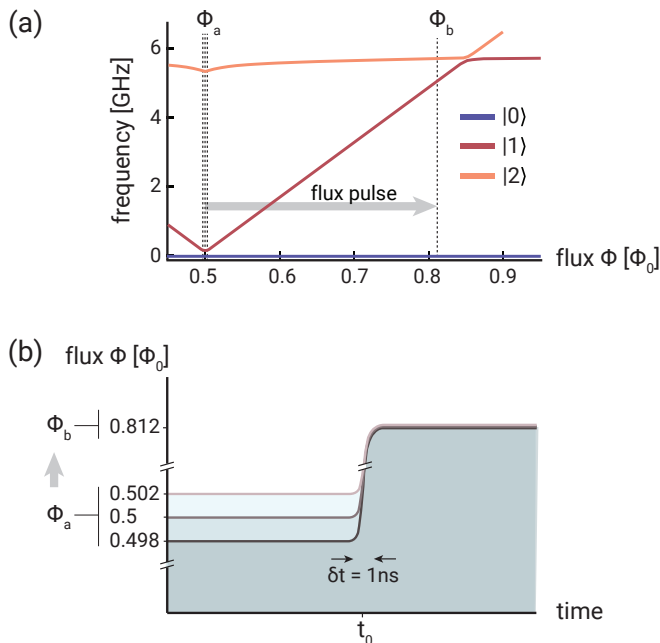 (a)
Φa Φb
frequency [GHz]
6
4
2
0
|0⟩
|1⟩
|2⟩
flux pulse
0.5 0.6 0.7 0.8 0.9
flux Φ [Φ0]
(b)
flux Φ [Φ0]
Φb 0.812
0.502
Φa 0.5
0.498
δt = 1ns
t0
time